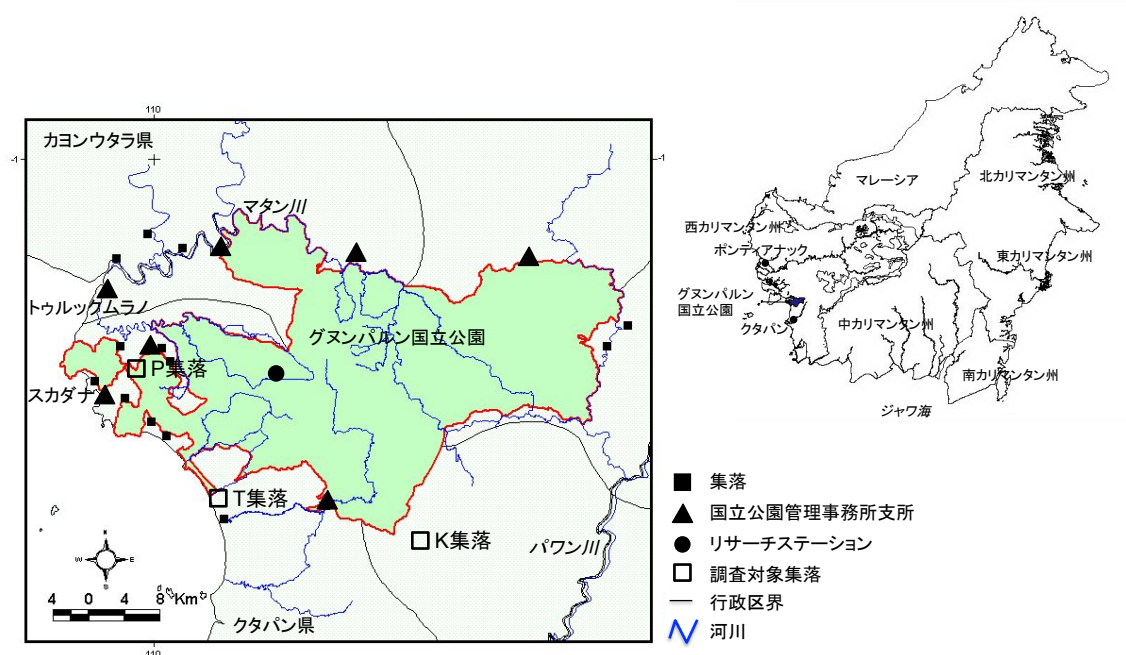 110
カヨンウタラ県
-1
-1
マタン川
トゥルックムラノ
グヌンパルン国立公園
P集落
スカダナ
T集落
K集落
パワン川
N
W
E
S
4 0 4 8 Km
クタパン県
110
マレーシア
北カリマンタン州
西カリマンタン州
ポンティアナック
東カリマンタン州
グヌンパルン
国立公園
クタパン
中カリマンタン州
南カリマンタン州
ジャワ海
集落
国立公園管理事務所支所
リサーチステーション
調査対象集落
行政区界
河川